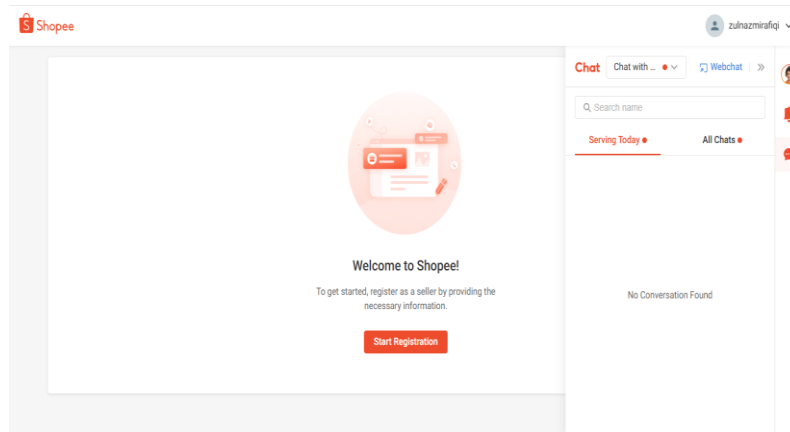 Shopee
zulnazmirafiqi
Chat
Chat with ...
Webchat
Search name
Serving Today
All Chats
Welcome to Shopee!
To get started, register as a seller by providing the
necessary information.
Start Registration
No Conversation Found